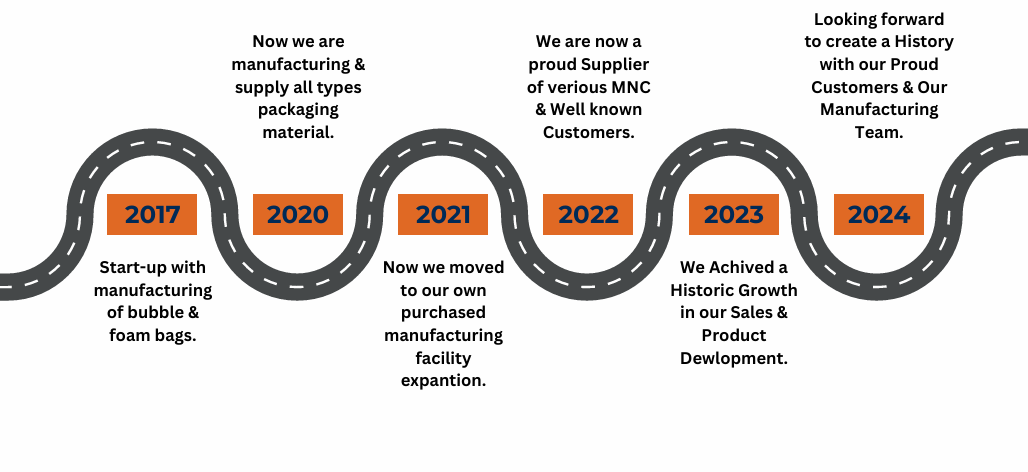 2017
Start-up with
manufacturing
of bubble &
foam bags.
Now we are
manufacturing &
supply all types
packaging
material.
2020
2021
Now we moved
to our own
purchased
manufacturing
facility
expantion.
We are now a
proud Supplier
of verious MNC
& Well known
Customers.
2022
2023
We Achived a
Historic Growth
in our Sales &
Product
Dewlopment.
Looking forward
to create a History
with our Proud
Customers & Our
Manufacturing
Team.
2024